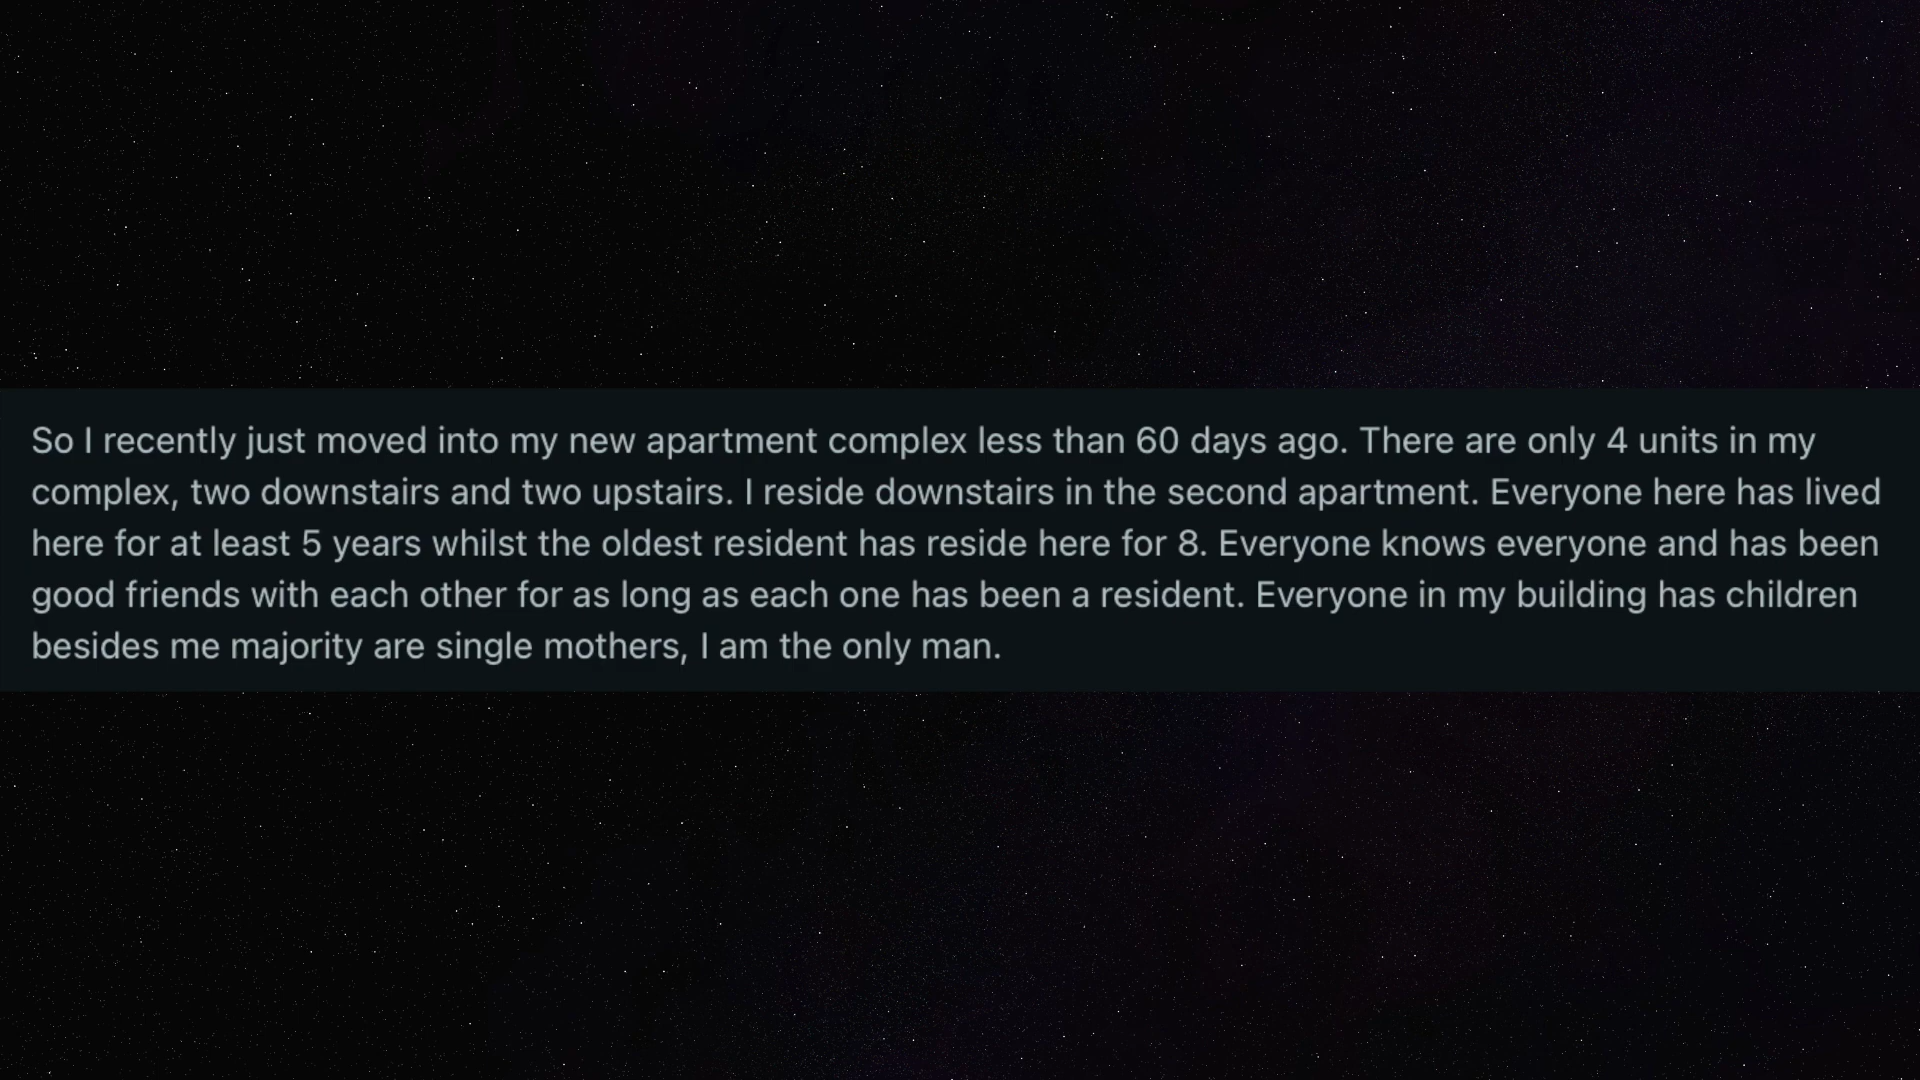 So I recently just moved into my new apartment complex less than 60 days ago. There are only 4 units in my
complex, two downstairs and two upstairs. I reside downstairs in the second apartment. Everyone here has lived
here for at least 5 years whilst the oldest resident has reside here for 8. Everyone knows everyone and has been
good friends with each other for as long as each one has been a resident. Everyone in my building has children
besides me majority are single mothers, I am the only man.